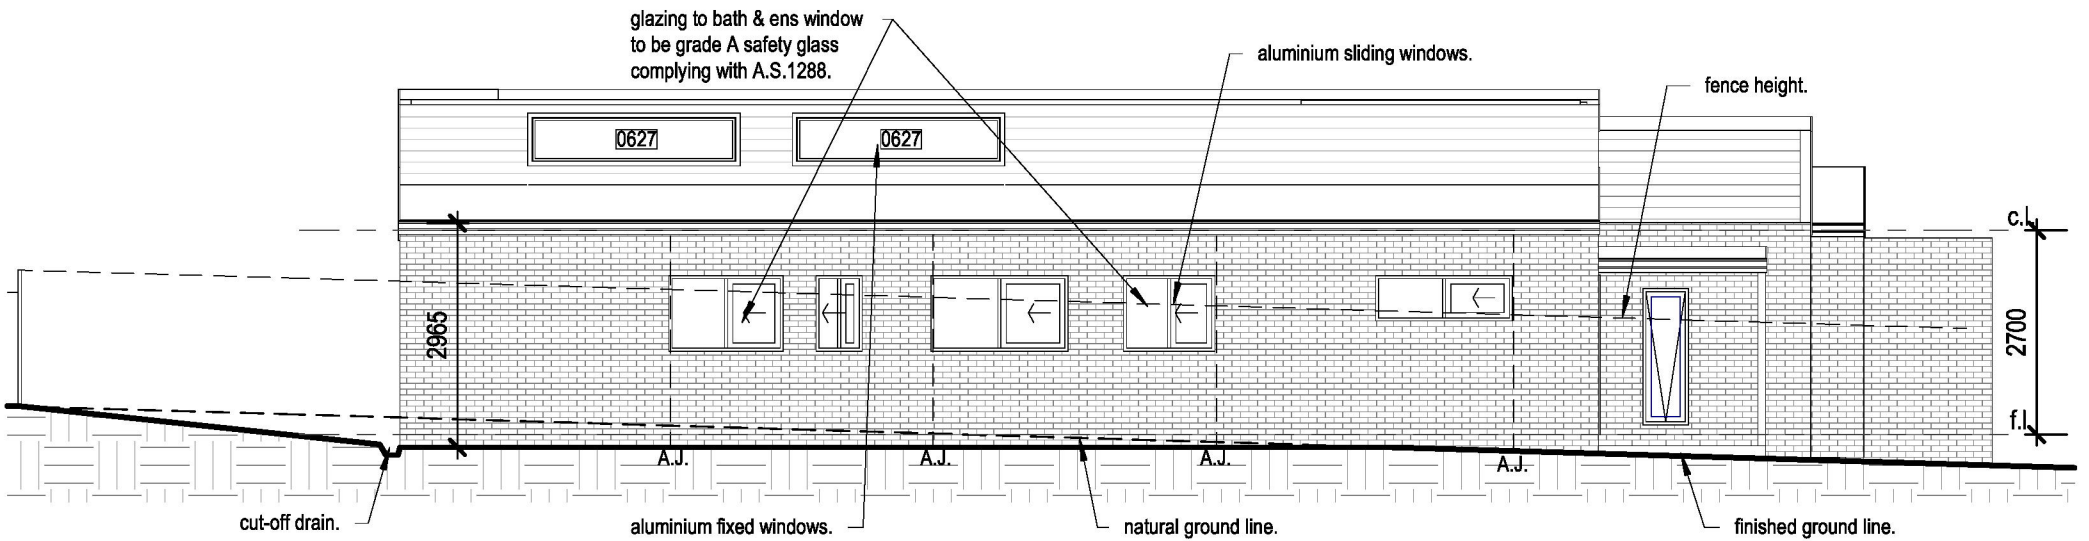 glazing to bath & ens window
to be grade A safety glass
complying with A.S.1288.
aluminium sliding windows.
fence height.
0627
0627
c.l
2965
2700
f.l
A.J.
A.J.
A.J.
A.J.
cut-off drain.
aluminium fixed windows.
natural ground line.
finished ground line.